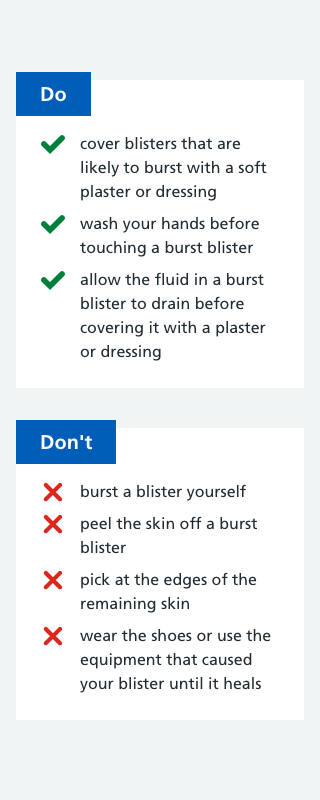 Do
cover blisters that are
likely to burst with a soft
plaster or dressing
wash your hands before
touching a burst blister
allow the fluid in a burst
blister to drain before
covering it with a plaster
or dressing
Don't
burst a blister yourself
peel the skin off a burst
blister
pick at the edges of the
remaining skin
wear the shoes or use the
equipment that caused
your blister until it heals